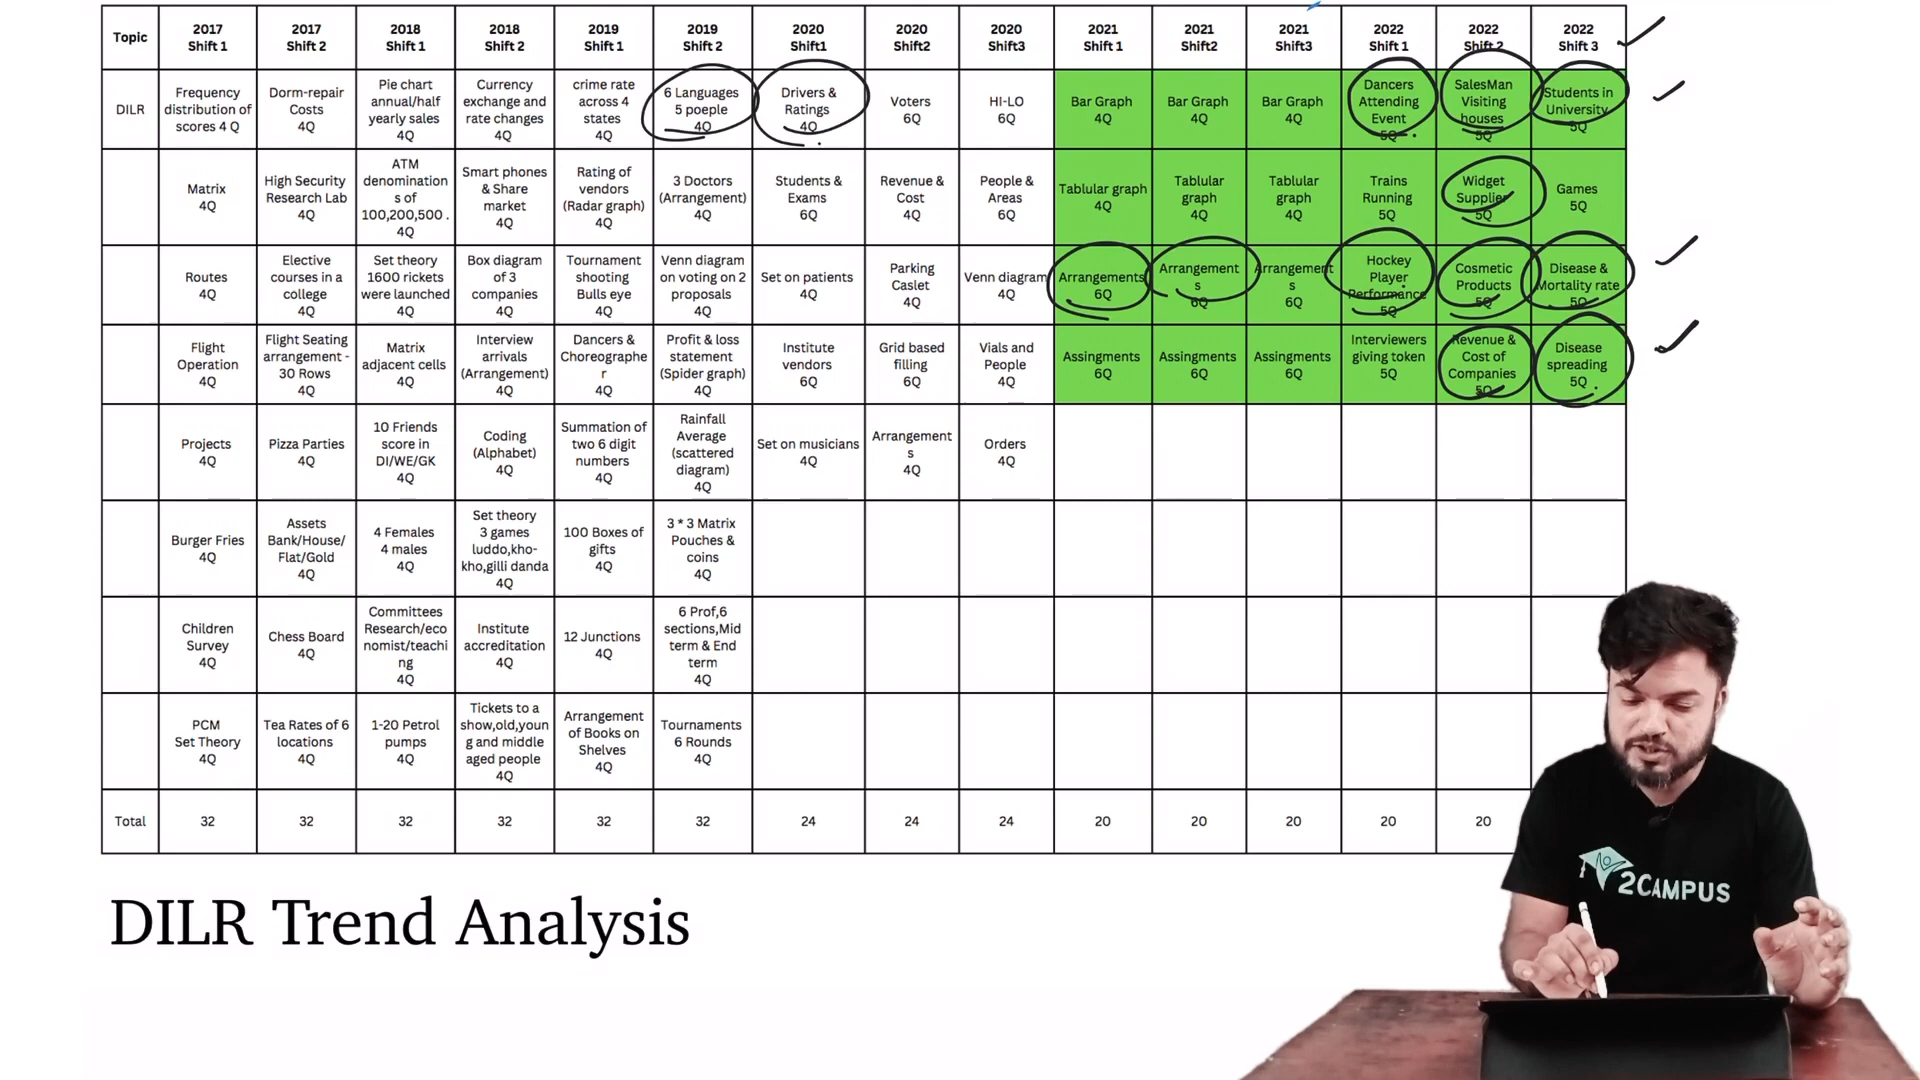 Topic
2017
Shift 1
2017
Shift 2
2018
Shift 1
2018
Shift 2
2019
Shift 1
2019
Shift 2
2020
Shift1
2020
Shift2
2020
Shift3
2021
Shift 1
2021
Shift2
2021
Shift3
2022
Shift 1
2022
Shift 2
2022
Shift 3
DILR
Frequency
distribution of
scores 4 Q
Dorm-repair
Costs
4Q
Pie chart
annual/half
yearly sales
4Q
Currency
exchange and
rate changes
4Q
crime rate
across 4
states
4Q
6 Languages
5 poeple
4Q
Drivers &
Ratings
4Q
Voters
6Q
HI-LO
6Q
Bar Graph
4Q
Bar Graph
4Q
Bar Graph
4Q
Dancers
Attending
Event
5Q
SalesMan
Visiting
houses
5Q
Students in
University
5Q
Matrix
4Q
High Security
Research Lab
4Q
ATM
denomination
s of
100,200,500 .
4Q
Smart phones
& Share
market
4Q
Rating of
vendors
(Radar graph)
4Q
3 Doctors
(Arrangement)
4Q
Students &
Exams
6Q
Revenue &
Cost
4Q
People &
Areas
6Q
Tablular graph
4Q
Tablular
graph
4Q
Tablular
graph
4Q
Trains
Running
5Q
Widget
Supplier
5Q
Games
5Q
Routes
4Q
Elective
courses in a
college
4Q
Set theory
1600 rickets
were launched
4Q
Box diagram
of 3
companies
4Q
Tournament
shooting
Bulls eye
4Q
Venn diagram
on voting on 2
proposals
4Q
Set on patients
4Q
Parking
Caslet
4Q
Venn diagram
4Q
Arrangements
6Q
Arrangement
s
6Q
Arrangement
s
6Q
Hockey
Player
Performance
5Q
Cosmetic
Products
5Q
Disease &
Mortality rate
5Q
Flight
Operation
4Q
Flight Seating
arrangement -
30 Rows
4Q
Matrix
adjacent cells
4Q
Interview
arrivals
(Arrangement)
4Q
Dancers &
Choreographe
r
4Q
Profit & loss
statement
(Spider graph)
4Q
Institute
vendors
6Q
Grid based
filling
6Q
Vials and
People
4Q
Assingments
6Q
Assingments
6Q
Assingments
6Q
Interviewers
giving token
5Q
Revenue &
Cost of
Companies
5Q
Disease
spreading
5Q
Projects
4Q
Pizza Parties
4Q
10 Friends
score in
DI/WE/GK
4Q
Coding
(Alphabet)
4Q
Summation of
two 6 digit
numbers
4Q
Rainfall
Average
(scattered
diagram)
4Q
Set on musicians
4Q
Arrangement
s
4Q
Orders
4Q
Burger Fries
4Q
Assets
Bank/House/
Flat/Gold
4Q
4 Females
4 males
4Q
Set theory
3 games
luddo,kho-
kho,gilli danda
4Q
100 Boxes of
gifts
4Q
3 * 3 Matrix
Pouches &
coins
4Q
Children
Survey
4Q
Chess Board
4Q
Committees
Research/eco
nomist/teachi
ng
4Q
Institute
accreditation
4Q
12 Junctions
4Q
6 Prof,6
sections,Mid
term & End
term
4Q
PCM
Set Theory
4Q
Tea Rates of 6
locations
4Q
1-20 Petrol
pumps
4Q
Tickets to a
show,old,youn
g and middle
aged people
4Q
Arrangement
of Books on
Shelves
4Q
Tournaments
6 Rounds
4Q
Total
32
32
32
32
32
32
24
24
24
20
20
20
20
20
DILR Trend Analysis
2CAMPUS